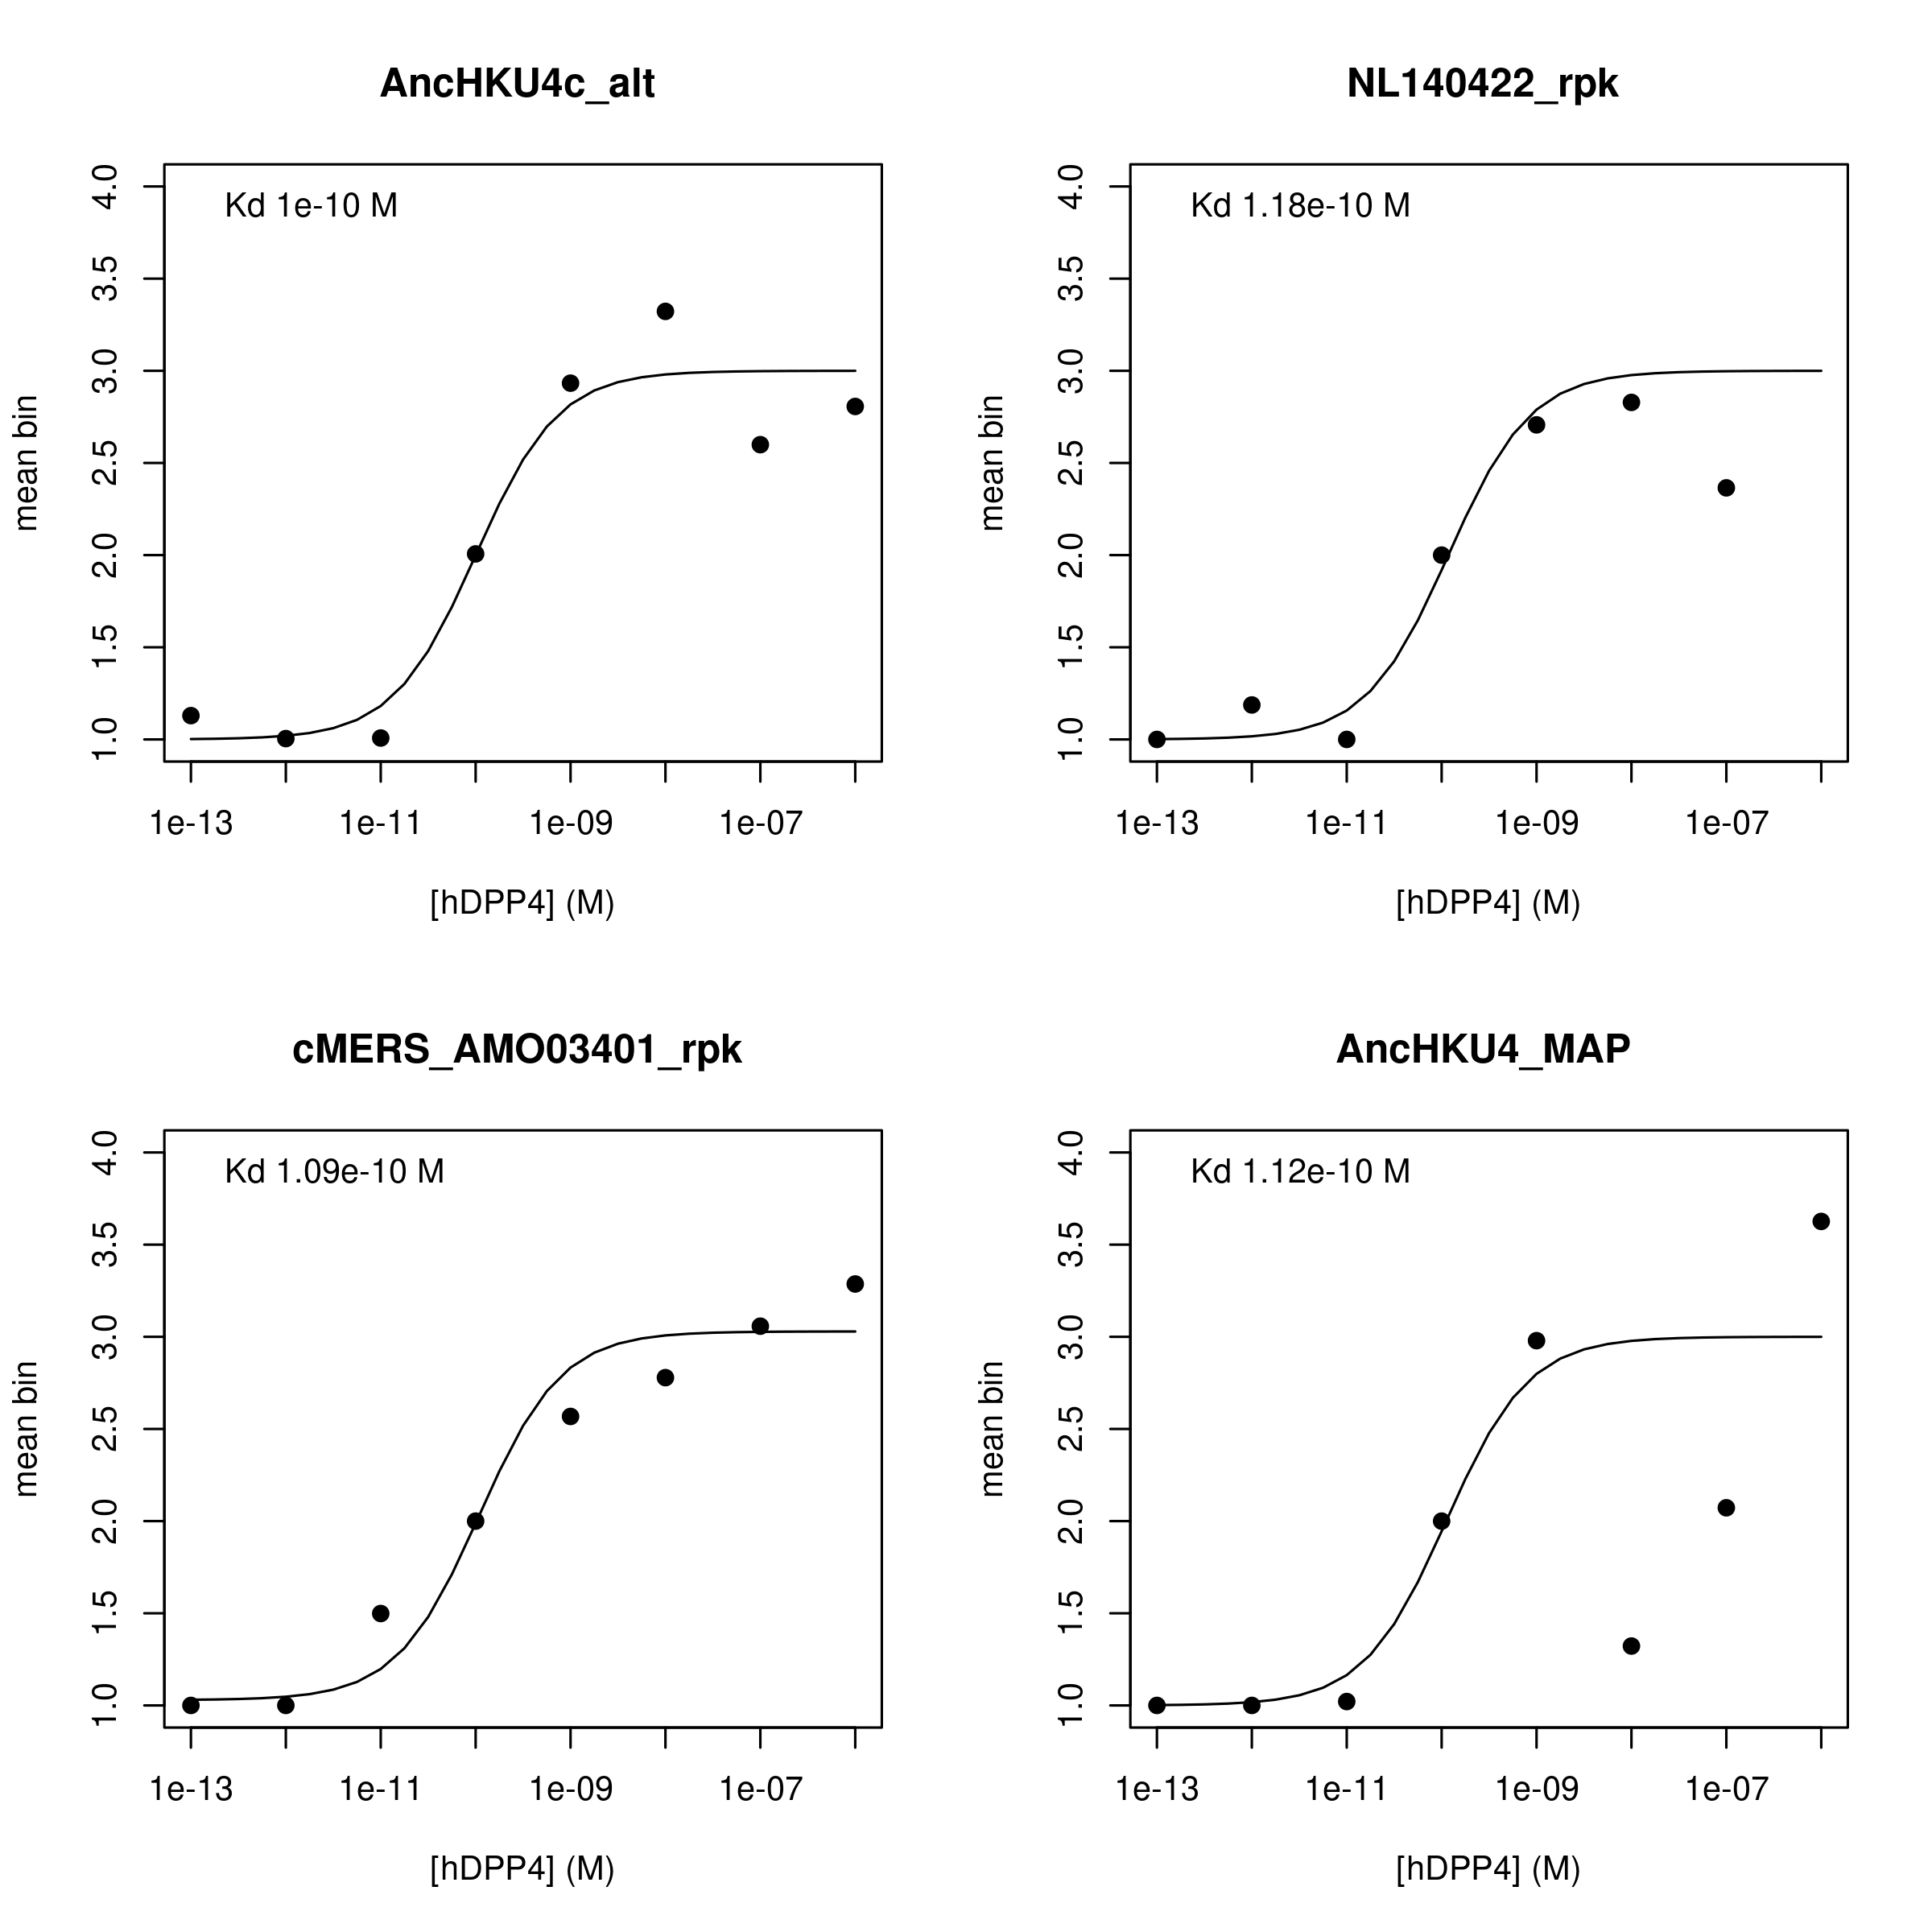 AncHKU4c_alt
Kd 1e-10 M
mean bin
4.0
3.5
3.0
2.5
2.0
1.5
1.0
1e-13 1e-11 1e-09 1e-07
[hDPP4] (M)
NL140422_rpk
Kd 1.18e-10 M
mean bin
4.0
3.5
3.0
2.5
2.0
1.5
1.0
1e-13 1e-11 1e-09 1e-07
[hDPP4] (M)
cMERS_AMO03401_rpk
Kd 1.09e-10 M
mean bin
4.0
3.5
3.0
2.5
2.0
1.5
1.0
1e-13 1e-11 1e-09 1e-07
[hDPP4] (M)
AncHKU4_MAP
Kd 1.12e-10 M
mean bin
4.0
3.5
3.0
2.5
2.0
1.5
1.0
1e-13 1e-11 1e-09 1e-07
[hDPP4] (M)